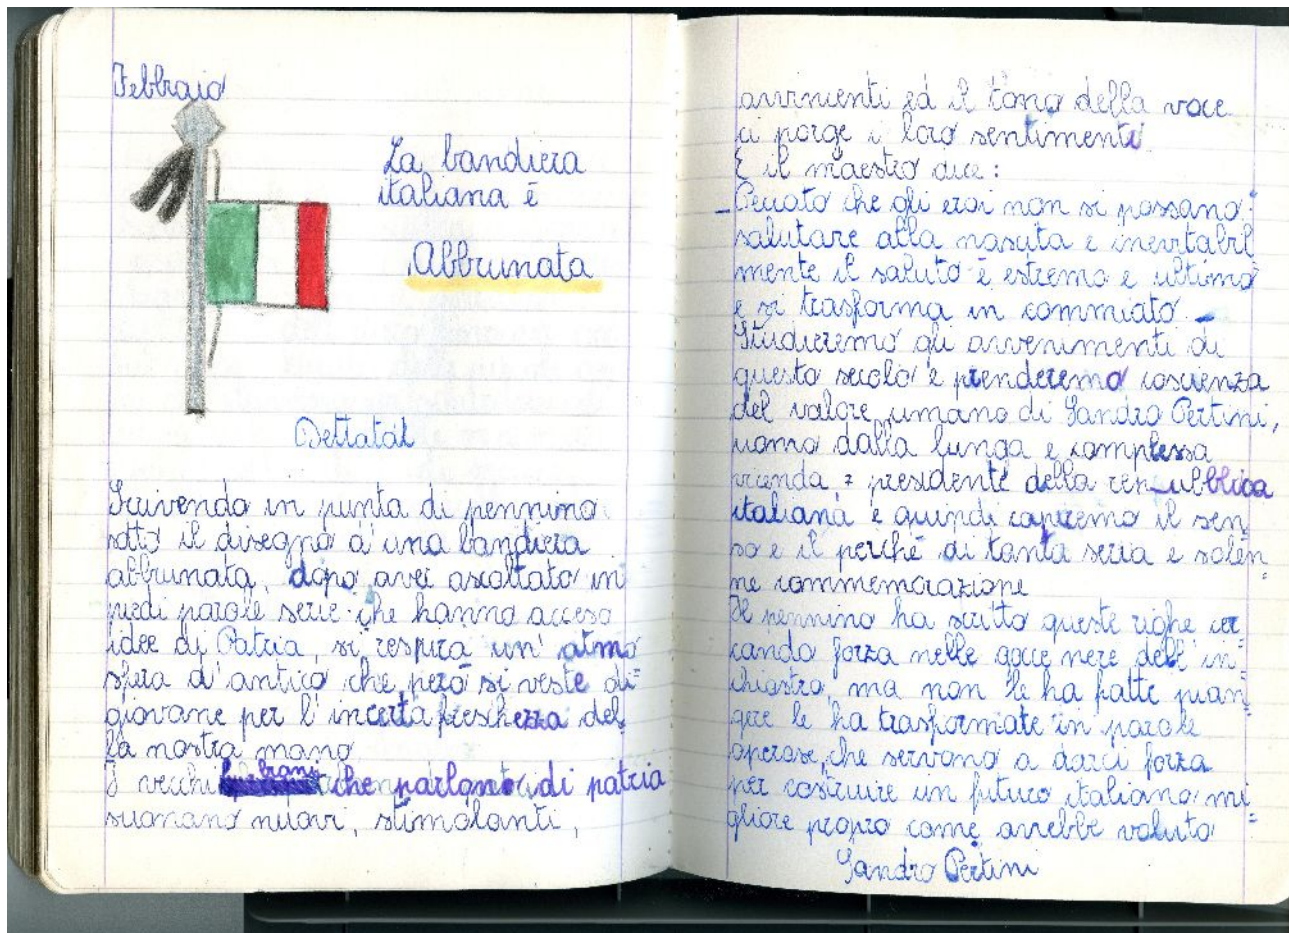 Febbraio
La bandiera
italiana è
Abbrunata
Dettato
Scrivendo in punta di pennino
sotto il disegno d'una bandiera
abbrunata, dopo aver ascoltato in
piedi parole serie che hanno acceso
idee di Patria, si respira un'atmo
sfera d'antico che però si veste di
giovane per l'incerta freschezza del
la nostra mano
I vecchi brani che parlano di patria
suonano nuovi, stimolanti,
avvincenti ed il tono della voce
ci porge i loro sentimenti
E il maestro dice:
_Peccato che gli eroi non si possano
salutare alla nascita e inevitabil
mente il saluto è estremo e ultimo
e si trasforma in commiato._
Studieremo gli avvenimenti di
questo secolo e prenderemo coscienza
del valore umano di Sandro Pertini,
uomo dalla lunga e complessa
vicenda, presidente della repubblica
italiana e quindi capiremo il sen
so e il perché di tanta seria e solen=
ne commemorazione
Il pennino ha scritto queste righe cer
cando forza nelle gocce nere dell'in=
chiostro, ma non le ha fatte pian=
gere le ha trasformate in parole
operose, che servono a darci forza
per costruire un futuro italiano mi=
gliore proprio come avrebbe voluto
Sandro Pertini